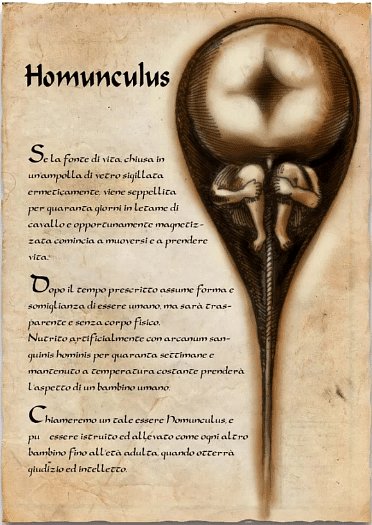 Homunculus
Se la fonte di vita, chiusa in
un'ampolla di vetro sigillata
ermeticamente, viene seppellita
per quaranta giorni in letame di
cavallo e opportunamente magnetiz-
zata comincia a muoversi e a prendere
vita.
Dopo il tempo prescritto assume forma e
somiglianza di essere umano, ma sarà tras-
parente e senza corpo fisico.
Nutrito artificialmente con arcanum san-
guinis hominis per quaranta settimane e
mantenuto a temperatura costante prenderà
l'aspetto di un bambino umano.
Chiameremo un tale essere Homunculus, e
pu essere istruito ed allevato come ogni altro
bambino fino all'età adulta, quando otterrà
giudizio ed intelletto.